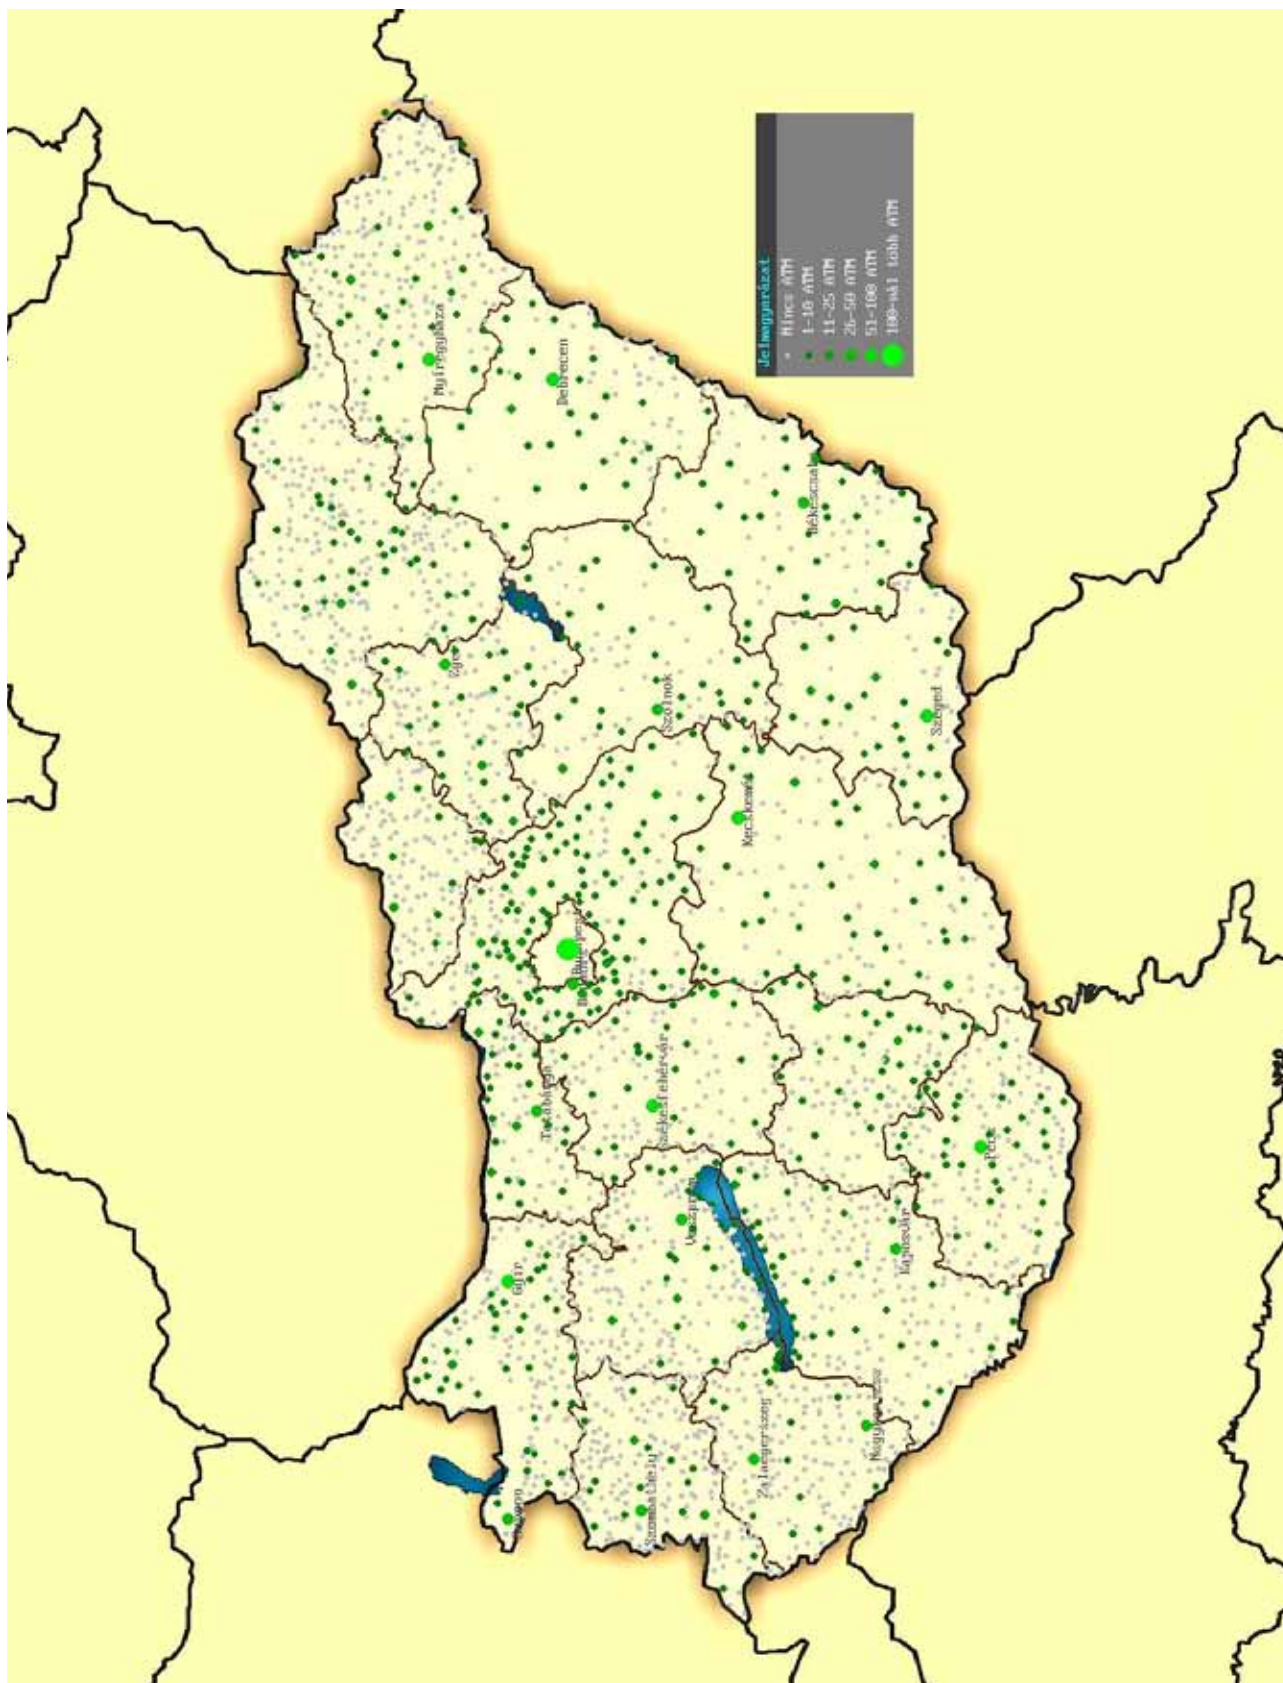 Jelmagyarázat
Nincs ATM
1-10 ATM
11-25 ATM
26-50 ATM
51-100 ATM
100-nál több ATM
Sopron
Győr
Tatabánya
Budapest
Eger
Nyíregyháza
Debrecen
Szombathely
Veszprém
Székesfehérvár
Szolnok
Zalaegerszeg
Kecskemét
Békéscsaba
Nagykanizsa
Kaposvár
Pécs
Szeged